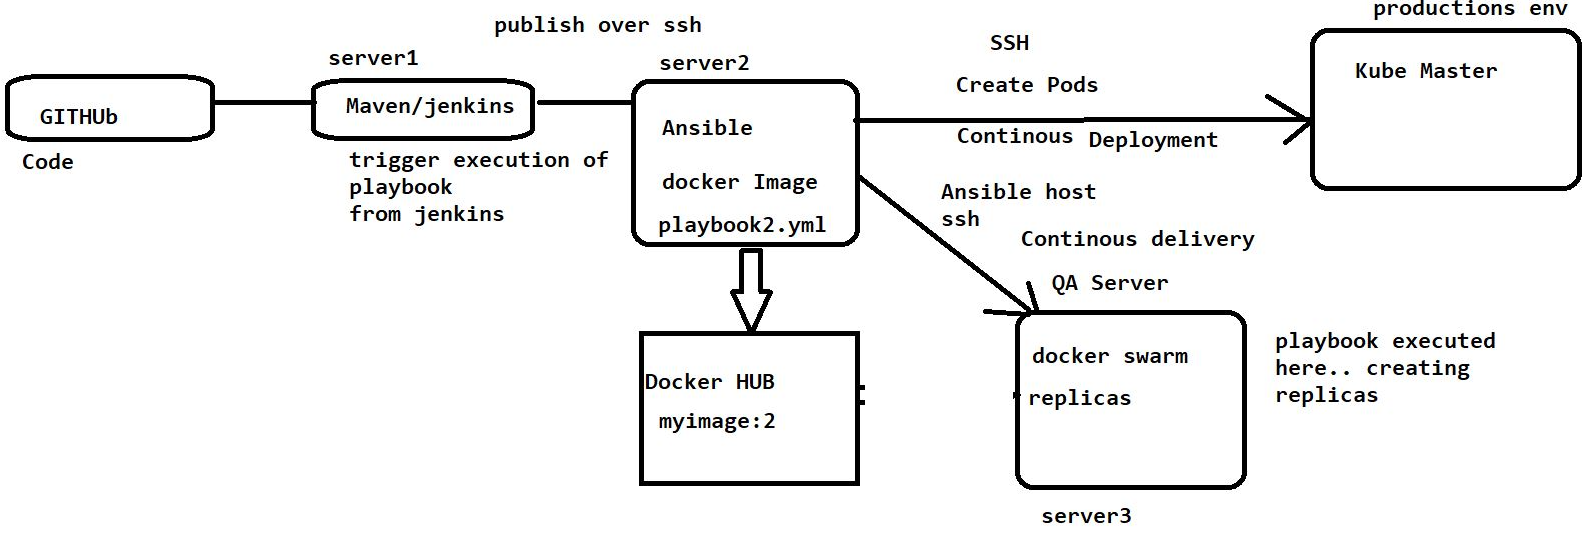 productions env
publish over ssh
SSH
server1
server2
Kube Master
Create Pods
GITHUb
Maven/jenkins
Ansible
Continous Deployment
Code
trigger execution of
playbook
from jenkins
docker Image
playbook2.yml
Ansible host
ssh
Continous delivery
QA Server
docker swarm
replicas
playbook executed
here.. creating
replicas
Docker HUB
myimage:2
server3